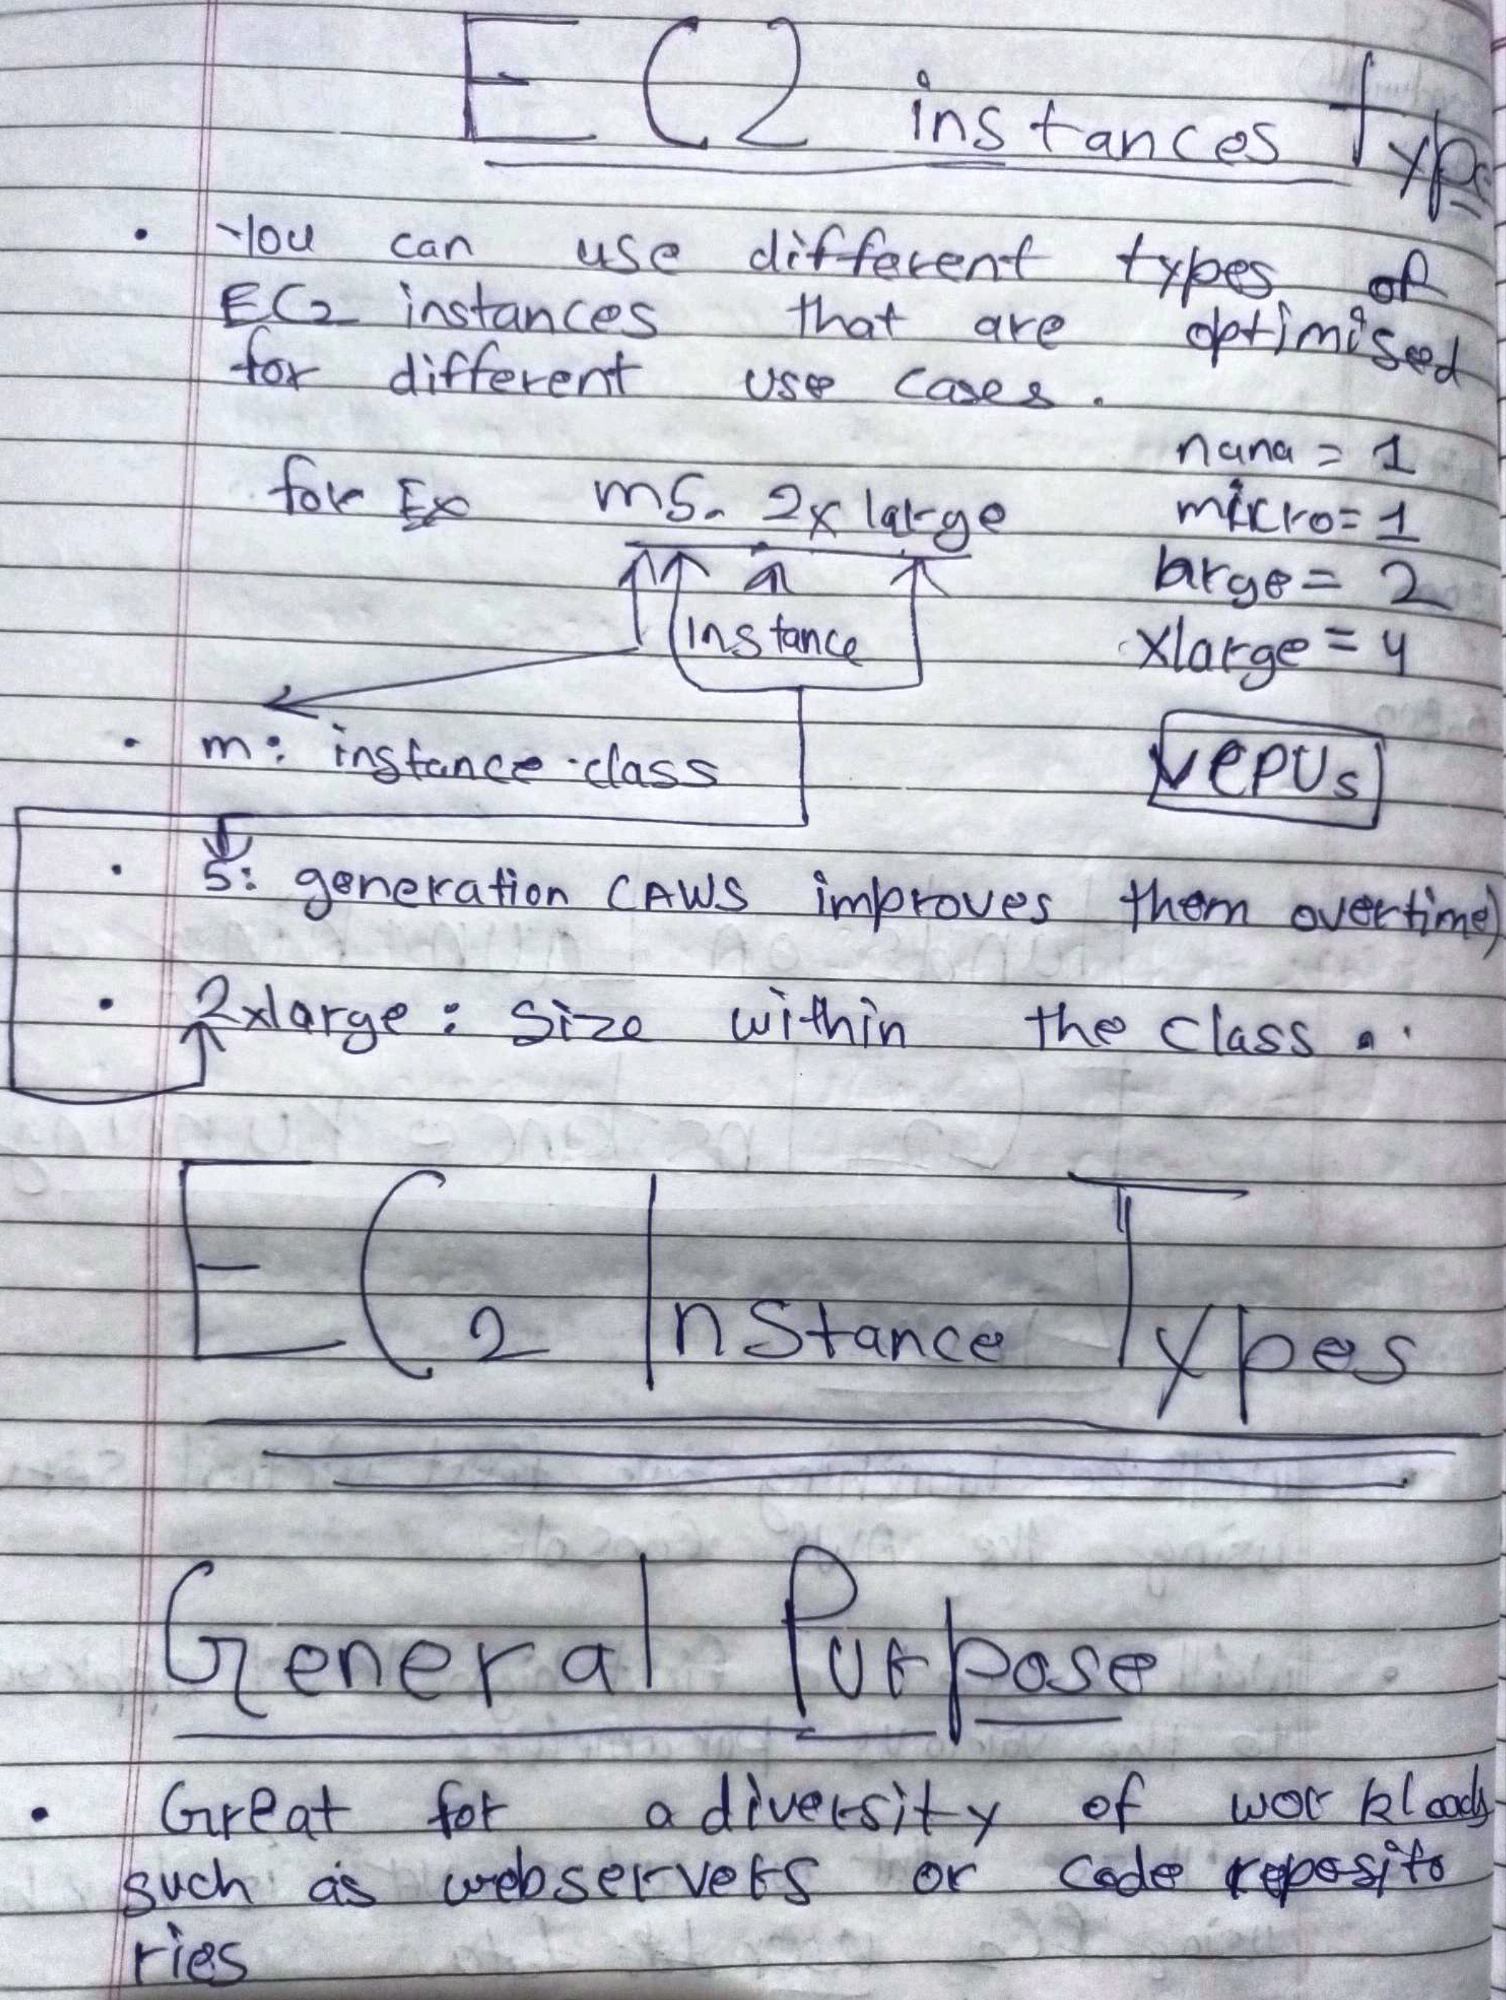 EC2 instances Type
• You can use different types of
EC2 instances that are optimised
for different use cases.
nana = 1
for Ex m5. 2xlarge
micro = 1
large = 2
instance
xlarge = 4
• m: instance class
vCPUs
• 5: generation (AWS improves them overtime)
• 2xlarge : size within the class .
EC2 Instance Types
General Purpose
• Great for a diversity of workloads
such as webservers or code reposito
ries